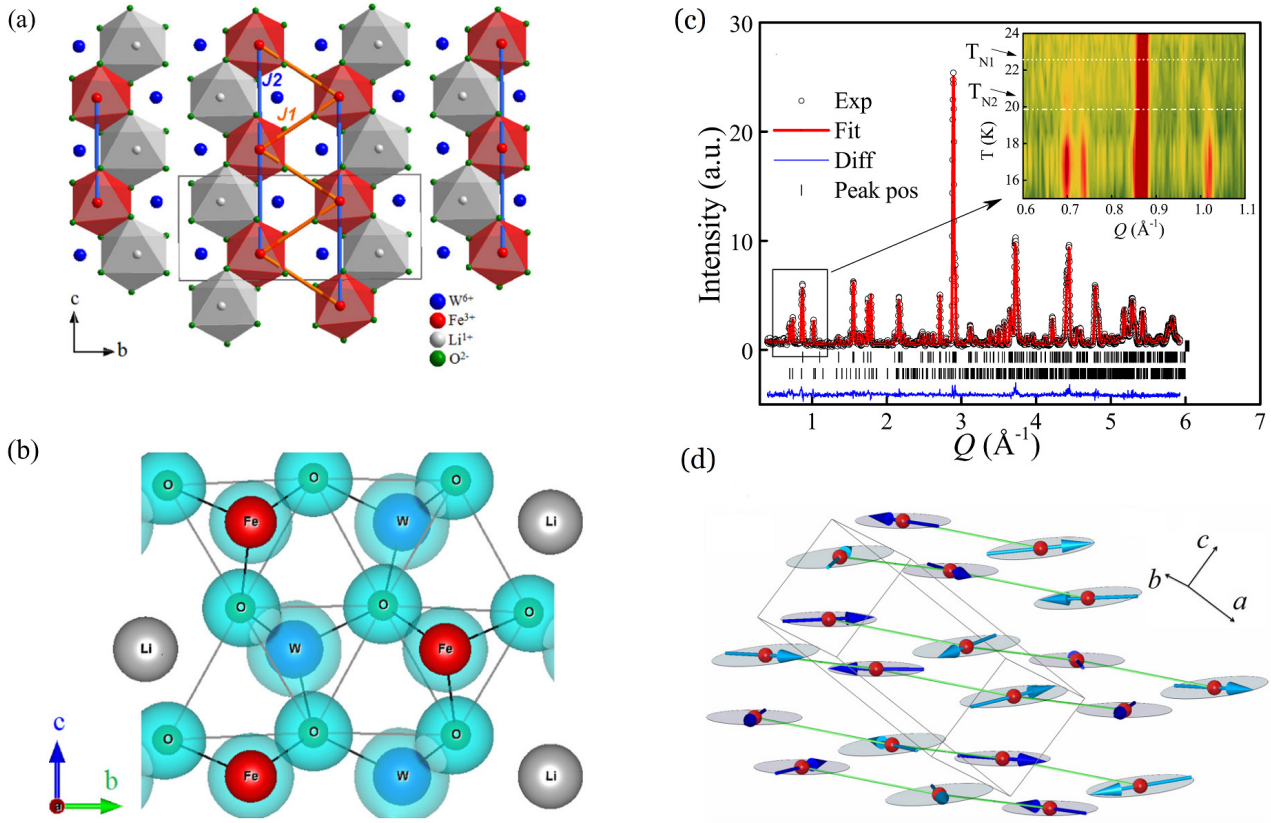 (a)
J2
J1
c
b
W6+
Fe3+
Li1+
O2-
(b)
O
O
O
Fe
W
Li
O
O
O
Li
W
Fe
O
O
O
Fe
W
Li
c
b
a
(c)
30
20
10
0
Intensity (a.u.)
Exp
Fit
Diff
Peak pos
1 2 3 4 5 6 7
Q (Å-1)
TN1
TN2
24
22
20
18
16
T (K)
0.6 0.7 0.8 0.9 1.0 1.1
Q (Å-1)
(d)
c
b
a